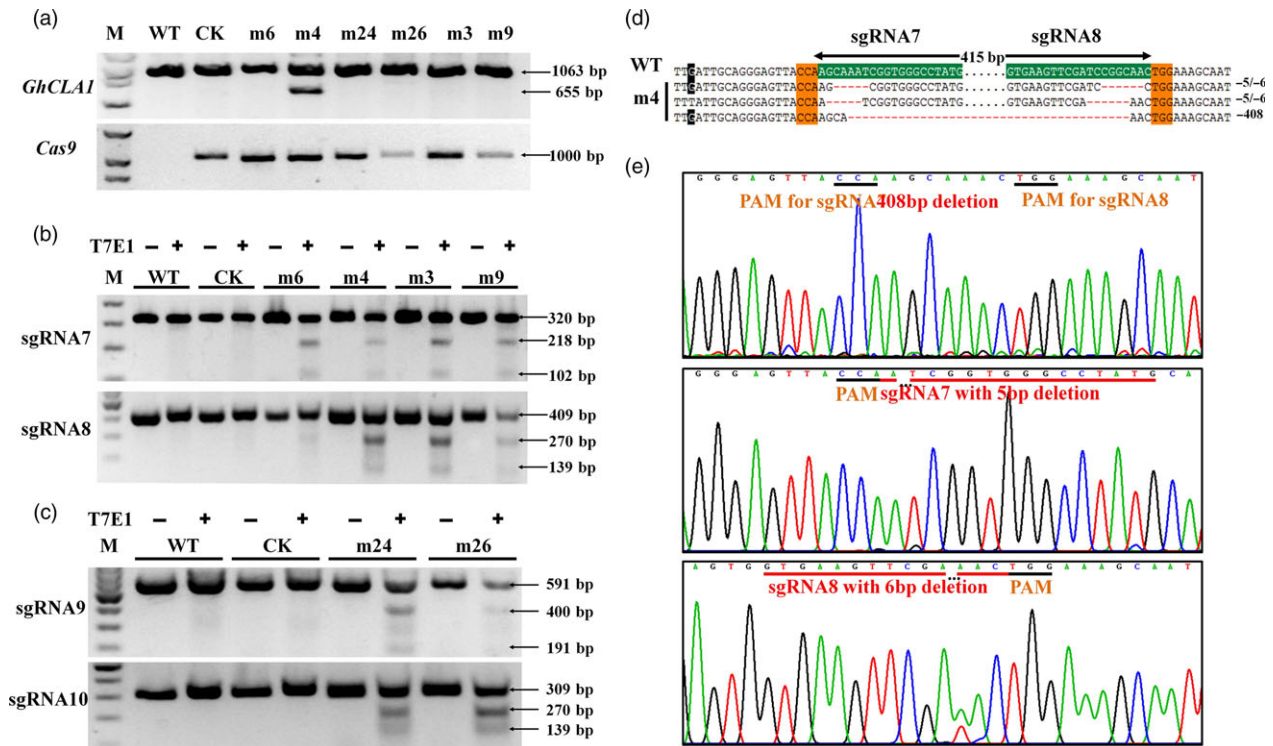 (a)
M WT CK m6 m4 m24 m26 m3 m9
GhCLA1
1063 bp
655 bp
Cas9
1000 bp
(b)
T7E1 − + − + − + − + − + − +
M WT CK m6 m4 m3 m9
sgRNA7
320 bp
218 bp
102 bp
sgRNA8
409 bp
270 bp
139 bp
(c)
T7E1 − + − + − + − +
M WT CK m24 m26
sgRNA9
591 bp
400 bp
191 bp
sgRNA10
309 bp
270 bp
139 bp
(d)
sgRNA7 sgRNA8
415 bp
WT TTGATTGCAGGGAGTTACCAAGCAAATCGGTGGGCCTATG......GTGAAGTTCGATCCGGCAACTGGAAAGCAAT
m4 TTGATTGCAGGGAGTTACCAAG-----CGGTGGGCCTATG......GTGAAGTTCGATC------CTGGAAAGCAAT −5/−6
TTTATTGCAGGGAGTTACCAA-----TCGGTGGGCCTATG......GTGAAGTTCGA------AACTGGAAAGCAAT −5/−6
TTGATTGCAGGGAGTTACCAAGCA--------------------------------------AACTGGAAAGCAAT −408
(e)
G G G A G T T A C C A A G C A A A C T G G A A A G C A A T
PAM for sgRNA7 408bp deletion PAM for sgRNA8
G G G A G T T A C C A A ... T C G G T G G G C C T A T G C A
PAM sgRNA7 with 5bp deletion
A G T G G T G A A G T T C G A ... A A C T G G A A A G C A A T
sgRNA8 with 6bp deletion PAM